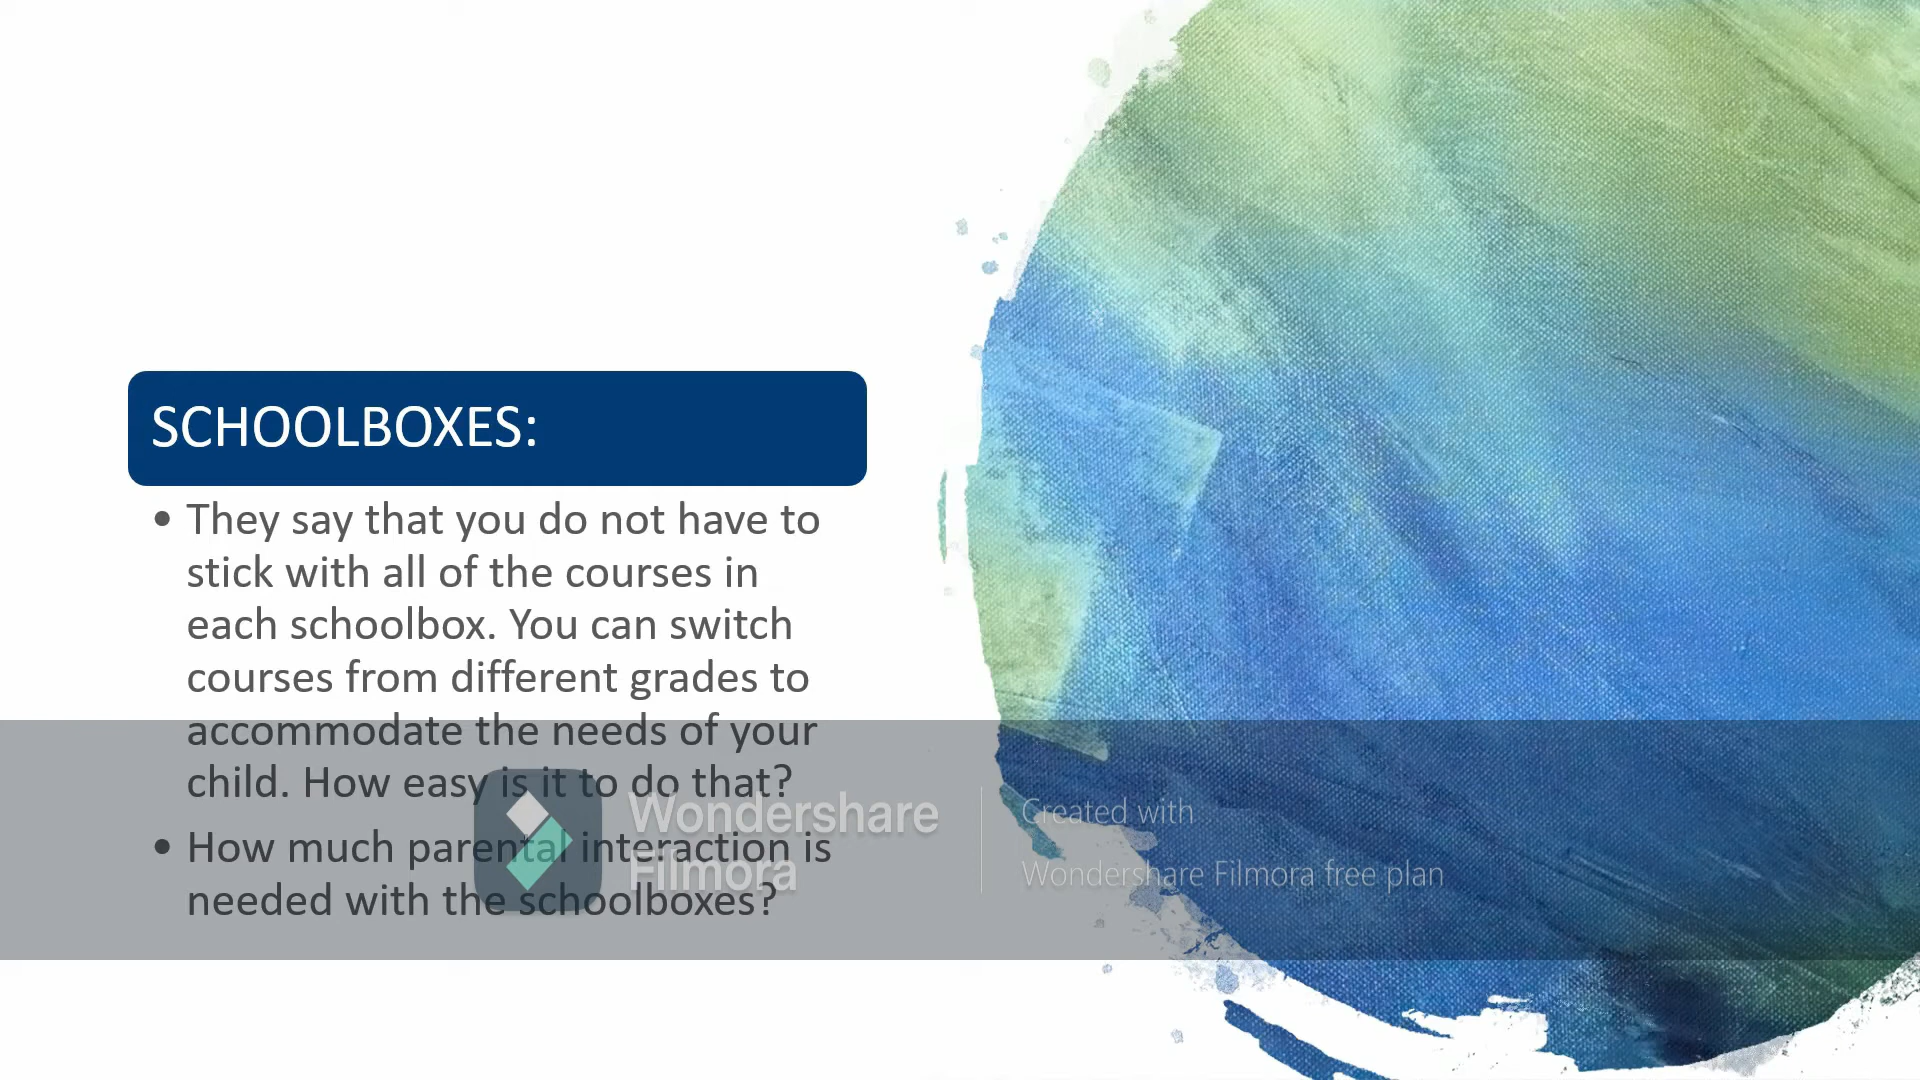 SCHOOLBOXES:
• They say that you do not have to
stick with all of the courses in
each schoolbox. You can switch
courses from different grades to
accommodate the needs of your
child. How easy is it to do that?
• How much parental interaction is
needed with the schoolboxes?
Wondershare
Filmora
Created with
Wondershare Filmora free plan